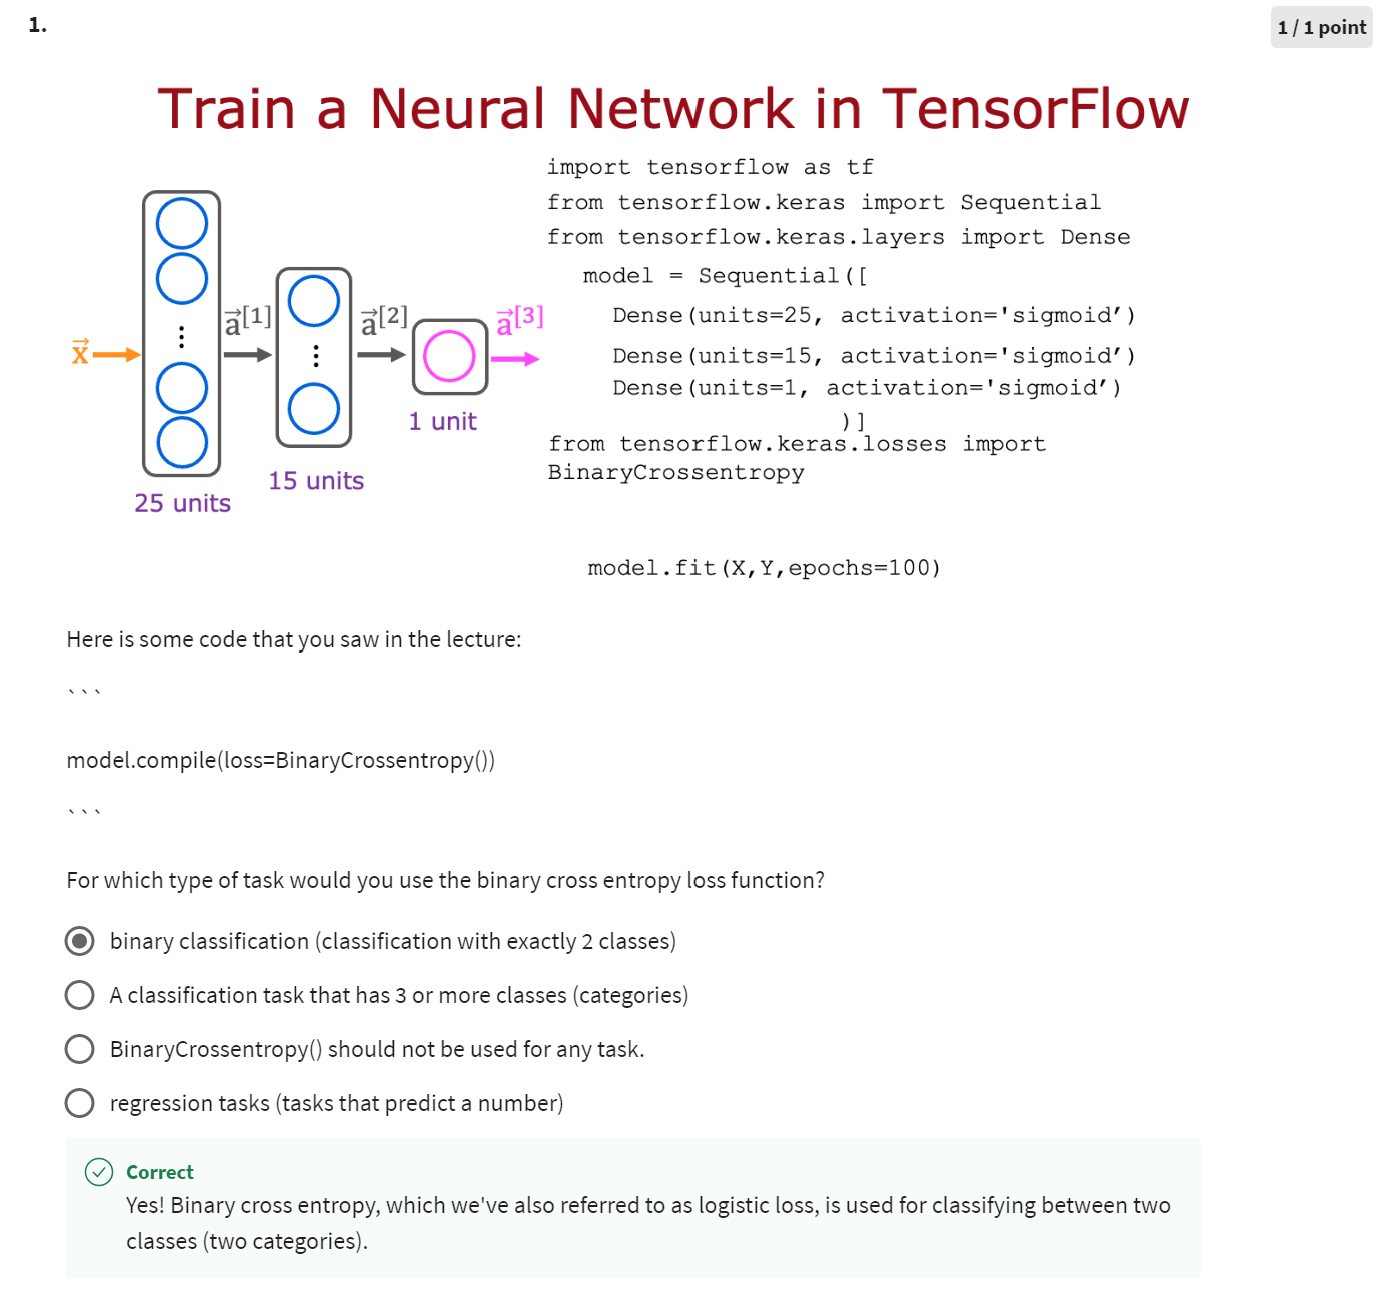 1.
1 / 1 point
Train a Neural Network in TensorFlow
import tensorflow as tf
from tensorflow.keras import Sequential
from tensorflow.keras.layers import Dense
model = Sequential([
Dense(units=25, activation='sigmoid’)
Dense(units=15, activation='sigmoid’)
Dense(units=1, activation='sigmoid’)
)]
from tensorflow.keras.losses import
BinaryCrossentropy
model.fit(X,Y,epochs=100)
x⃗
a⃗[1]
a⃗[2]
a⃗[3]
25 units
15 units
1 unit
Here is some code that you saw in the lecture:
```
model.compile(loss=BinaryCrossentropy())
```
For which type of task would you use the binary cross entropy loss function?
binary classification (classification with exactly 2 classes)
A classification task that has 3 or more classes (categories)
BinaryCrossentropy() should not be used for any task.
regression tasks (tasks that predict a number)
Correct
Yes! Binary cross entropy, which we've also referred to as logistic loss, is used for classifying between two
classes (two categories).